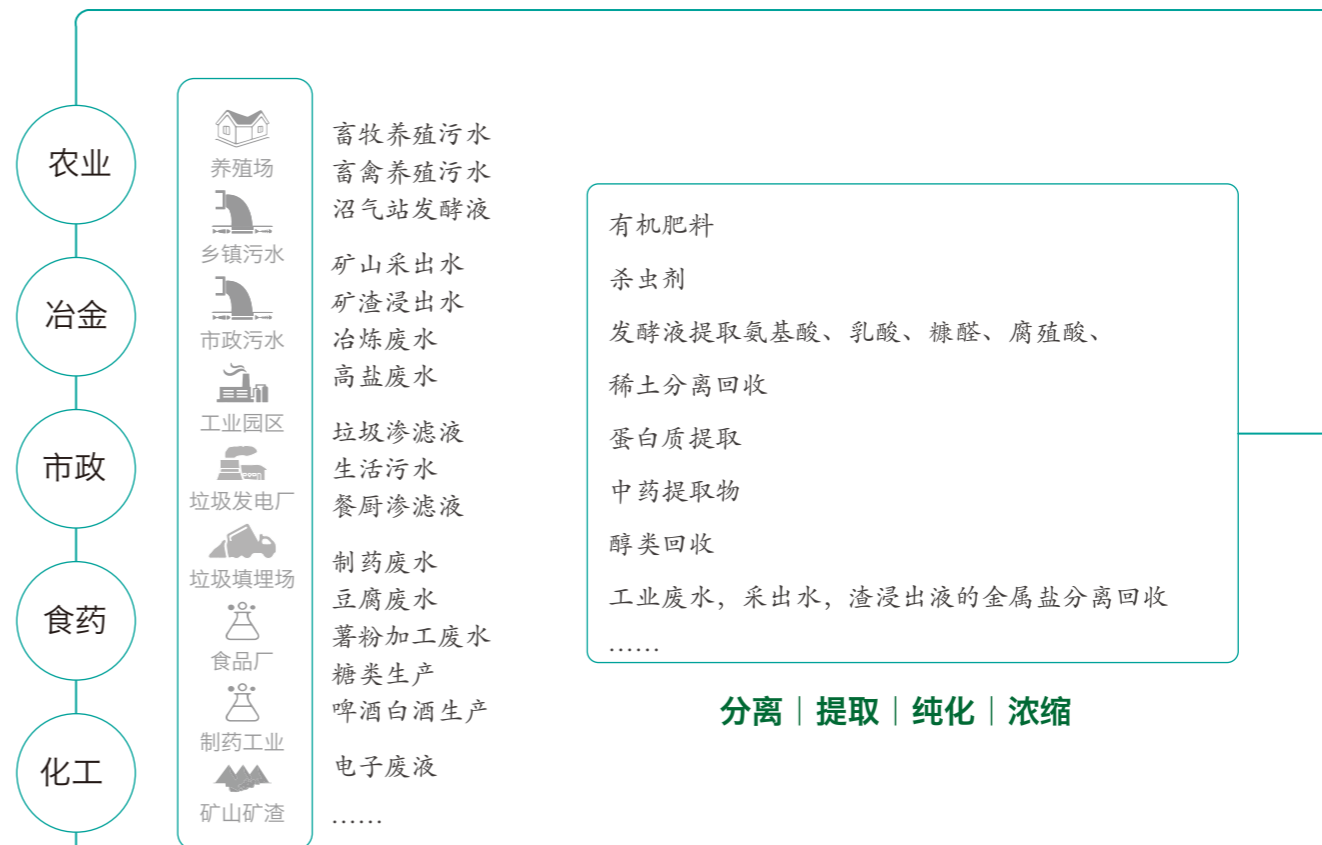 农业
冶金
市政
食药
化工
养殖场
乡镇污水
市政污水
工业园区
垃圾发电厂
垃圾填埋场
食品厂
制药工业
矿山矿渣
畜牧养殖污水
畜禽养殖污水
沼气站发酵液
矿山采出水
矿渣浸出水
冶炼废水
高盐废水
垃圾渗滤液
生活污水
餐厨渗滤液
制药废水
豆腐废水
薯粉加工废水
糖类生产
啤酒白酒生产
电子废液
……
有机肥料
杀虫剂
发酵液提取氨基酸、乳酸、糠醛、腐殖酸、
稀土分离回收
蛋白质提取
中药提取物
醇类回收
工业废水，采出水，渣浸出液的金属盐分离回收
……
分离｜提取｜纯化｜浓缩